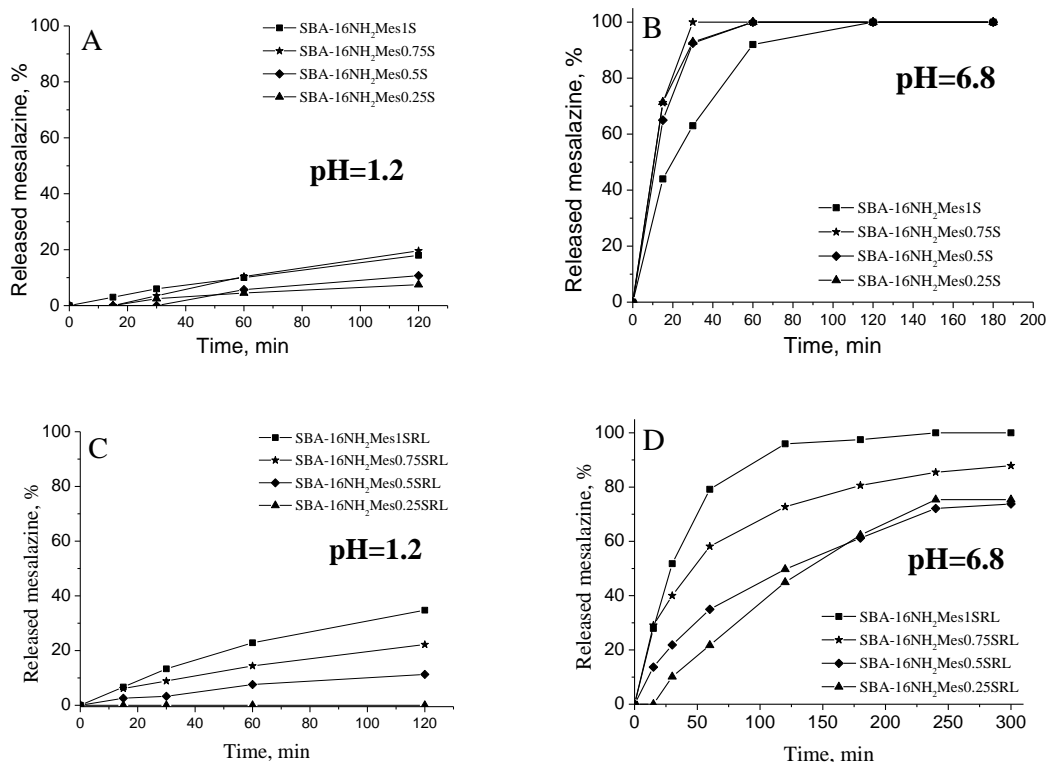 A
SBA-16NH2Mes1S
SBA-16NH2Mes0.75S
SBA-16NH2Mes0.5S
SBA-16NH2Mes0.25S
pH=1.2
Released mesalazine, %
100
80
60
40
20
0
0 20 40 60 80 100 120
Time, min
B
pH=6.8
SBA-16NH2Mes1S
SBA-16NH2Mes0.75S
SBA-16NH2Mes0.5S
SBA-16NH2Mes0.25S
Released mesalazine, %
100
80
60
40
20
0
0 20 40 60 80 100 120 140 160 180 200
Time, min
C
SBA-16NH2Mes1SRL
SBA-16NH2Mes0.75SRL
SBA-16NH2Mes0.5SRL
SBA-16NH2Mes0.25SRL
pH=1.2
Released mesalazine, %
100
80
60
40
20
0
0 20 40 60 80 100 120
Time, min
D
pH=6.8
SBA-16NH2Mes1SRL
SBA-16NH2Mes0.75SRL
SBA-16NH2Mes0.5SRL
SBA-16NH2Mes0.25SRL
Released mesalazine, %
100
80
60
40
20
0
0 50 100 150 200 250 300
Time, min